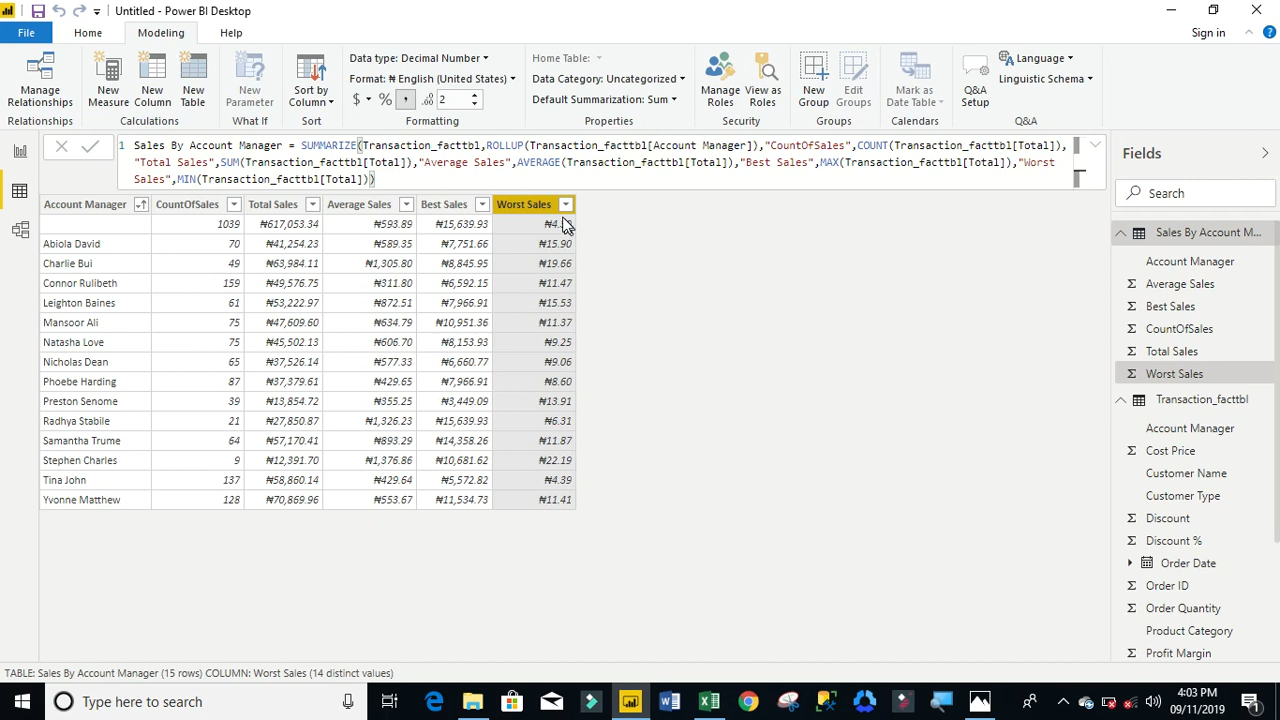 Untitled - Power BI Desktop
File Home Modeling Help Sign in
Manage Relationships
New Measure
New Column
New Table
New Parameter
Sort by Column
Data type: Decimal Number
Format: ₦ English (United States)
$ % , .00 2
Home Table:
Data Category: Uncategorized
Default Summarization: Sum
Manage Roles
View as Roles
New Group
Edit Groups
Mark as Date Table
Q&A Setup
Language
Linguistic Schema
Relationships Calculations What If Sort Formatting Properties Security Groups Calendars Q&A
1 Sales By Account Manager = SUMMARIZE(Transaction_facttbl,ROLLUP(Transaction_facttbl[Account Manager]),"CountOfSales",COUNT(Transaction_facttbl[Total]),
"Total Sales",SUM(Transaction_facttbl[Total]),"Average Sales",AVERAGE(Transaction_facttbl[Total]),"Best Sales",MAX(Transaction_facttbl[Total]),"Worst
Sales",MIN(Transaction_facttbl[Total]))
Account Manager CountOfSales Total Sales Average Sales Best Sales Worst Sales
1039 ₦617,053.34 ₦593.89 ₦15,639.93
Abiola David 70 ₦41,254.23 ₦589.35 ₦7,751.66 ₦15.90
Charlie Bui 49 ₦63,984.11 ₦1,305.80 ₦8,845.95 ₦19.66
Connor Rulibeth 159 ₦49,576.75 ₦311.80 ₦6,592.15 ₦11.47
Leighton Baines 61 ₦53,222.97 ₦872.51 ₦7,966.91 ₦15.53
Mansoor Ali 75 ₦47,609.60 ₦634.79 ₦10,951.36 ₦11.37
Natasha Love 75 ₦45,502.13 ₦606.70 ₦8,153.93 ₦9.25
Nicholas Dean 65 ₦37,526.14 ₦577.33 ₦6,660.77 ₦9.06
Phoebe Harding 87 ₦37,379.61 ₦429.65 ₦7,966.91 ₦8.60
Preston Senome 39 ₦13,854.72 ₦355.25 ₦3,449.09 ₦13.91
Radhya Stabile 21 ₦27,850.87 ₦1,326.23 ₦15,639.93 ₦6.31
Samantha Trume 64 ₦57,170.41 ₦893.29 ₦14,358.26 ₦11.87
Stephen Charles 9 ₦12,391.70 ₦1,376.86 ₦10,681.62 ₦22.19
Tina John 137 ₦58,860.14 ₦429.64 ₦5,572.82 ₦4.39
Yvonne Matthew 128 ₦70,869.96 ₦553.67 ₦11,534.73 ₦11.41
Fields
Search
Sales By Account M...
Account Manager
Average Sales
Best Sales
CountOfSales
Total Sales
Worst Sales
Transaction_facttbl
Account Manager
Cost Price
Customer Name
Customer Type
Discount
Discount %
Order Date
Order ID
Order Quantity
Product Category
Profit Margin
TABLE: Sales By Account Manager (15 rows) COLUMN: Worst Sales (14 distinct values)
Type here to search
4:03 PM
09/11/2019